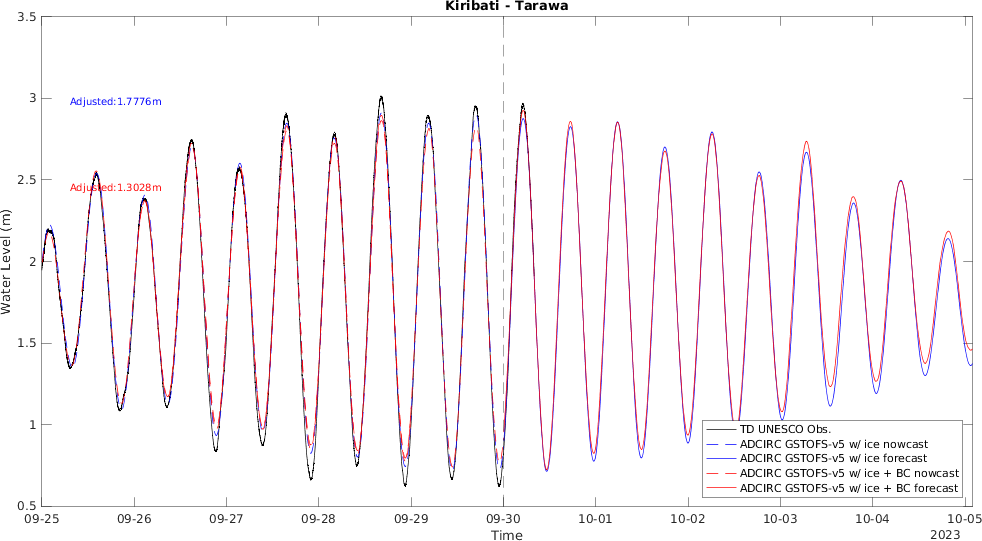 Kiribati - Tarawa
3.5
3
2.5
2
1.5
1
0.5
Water Level (m)
Adjusted:1.7776m
Adjusted:1.3028m
TD UNESCO Obs.
ADCIRC GSTOFS-v5 w/ ice nowcast
ADCIRC GSTOFS-v5 w/ ice forecast
ADCIRC GSTOFS-v5 w/ ice + BC nowcast
ADCIRC GSTOFS-v5 w/ ice + BC forecast
09-25 09-26 09-27 09-28 09-29 09-30 10-01 10-02 10-03 10-04 10-05
Time
2023